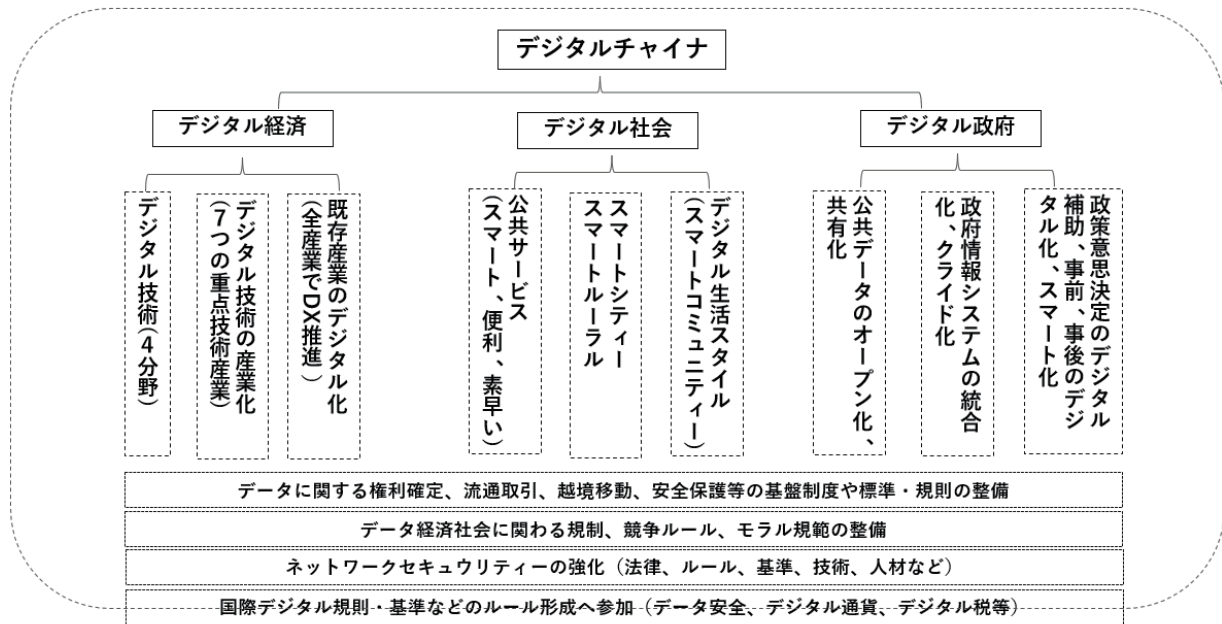 デジタルチャイナ
デジタル経済
デジタル社会
デジタル政府
デジタル技術(4分野)
デジタル技術の産業化
(7つの重点技術産業)
既存産業のデジタル化
(全産業でDX推進)
公共サービス
(スマート、便利、素早い)
スマートシティー
スマートルーラル
デジタル生活スタイル
(スマートコミュニティー)
公共データのオープン化、
共有化
政府情報システムの統合
化、クライド化
政策意思決定のデジタル
補助、事前、事後のデジ
タル化、スマート化
データに関する権利確定、流通取引、越境移動、安全保護等の基盤制度や標準・規則の整備
データ経済社会に関わる規制、競争ルール、モラル規範の整備
ネットワークセキュウリティーの強化（法律、ルール、基準、技術、人材など）
国際デジタル規則・基準などのルール形成へ参加（データ安全、デジタル通貨、デジタル税等）